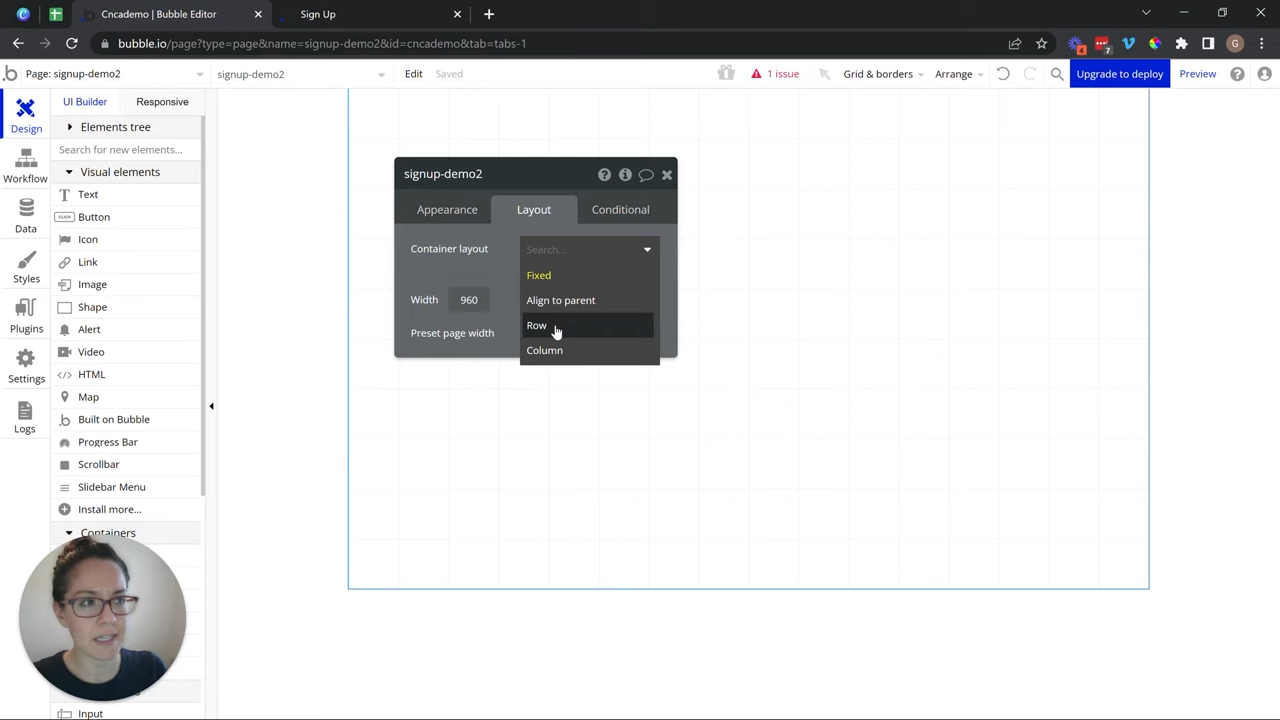 Cncademo | Bubble Editor
Sign Up
bubble.io/page?type=page&name=signup-demo2&id=cncademo&tab=tabs-1
4
7
G
Page: signup-demo2
signup-demo2
Edit
Saved
1 issue
Grid & borders
Arrange
Upgrade to deploy
Preview
Design
Workflow
Data
Styles
Plugins
Settings
Logs
UI Builder
Responsive
Elements tree
Search for new elements...
Visual elements
Text
CLICK
Button
Icon
Link
Image
Shape
Alert
Video
HTML
Map
Built on Bubble
Progress Bar
Scrollbar
Slidebar Menu
Install more...
Containers
Input
signup-demo2
Appearance
Layout
Conditional
Container layout
Search...
Fixed
Align to parent
Row
Column
Width
960
Preset page width